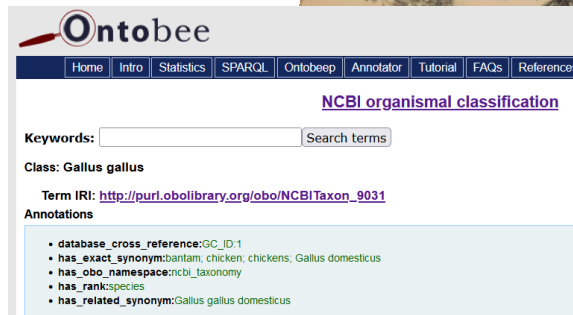 Ontobee
Home Intro Statistics SPARQL Ontobeep Annotator Tutorial FAQs References
NCBI organismal classification
Keywords: Search terms
Class: Gallus gallus
Term IRI: http://purl.obolibrary.org/obo/NCBITaxon_9031
Annotations
• database_cross_reference:GC_ID:1
• has_exact_synonym:bantam; chicken; chickens; Gallus domesticus
• has_obo_namespace:ncbi_taxonomy
• has_rank:species
• has_related_synonym:Gallus gallus domesticus